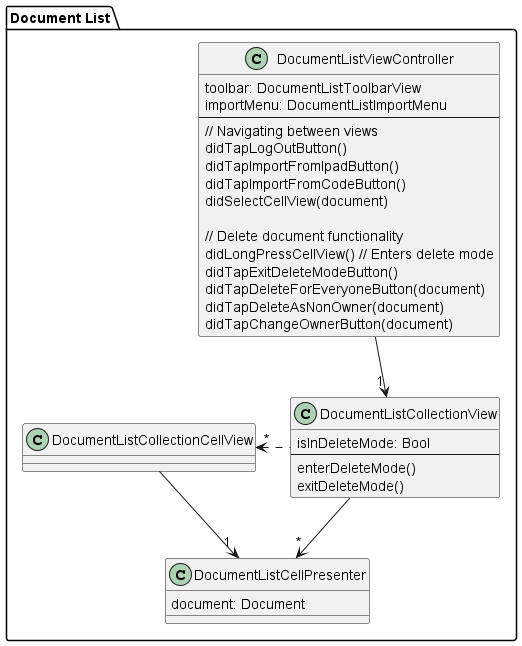 Document List
C DocumentListViewController
toolbar: DocumentListToolbarView
importMenu: DocumentListImportMenu
// Navigating between views
didTapLogOutButton()
didTapImportFromIpadButton()
didTapImportFromCodeButton()
didSelectCellView(document)
// Delete document functionality
didLongPressCellView() // Enters delete mode
didTapExitDeleteModeButton()
didTapDeleteForEveryoneButton(document)
didTapDeleteAsNonOwner(document)
didTapChangeOwnerButton(document)
1
C DocumentListCollectionView
isInDeleteMode: Bool
enterDeleteMode()
exitDeleteMode()
*
C DocumentListCollectionCellView
1
*
C DocumentListCellPresenter
document: Document